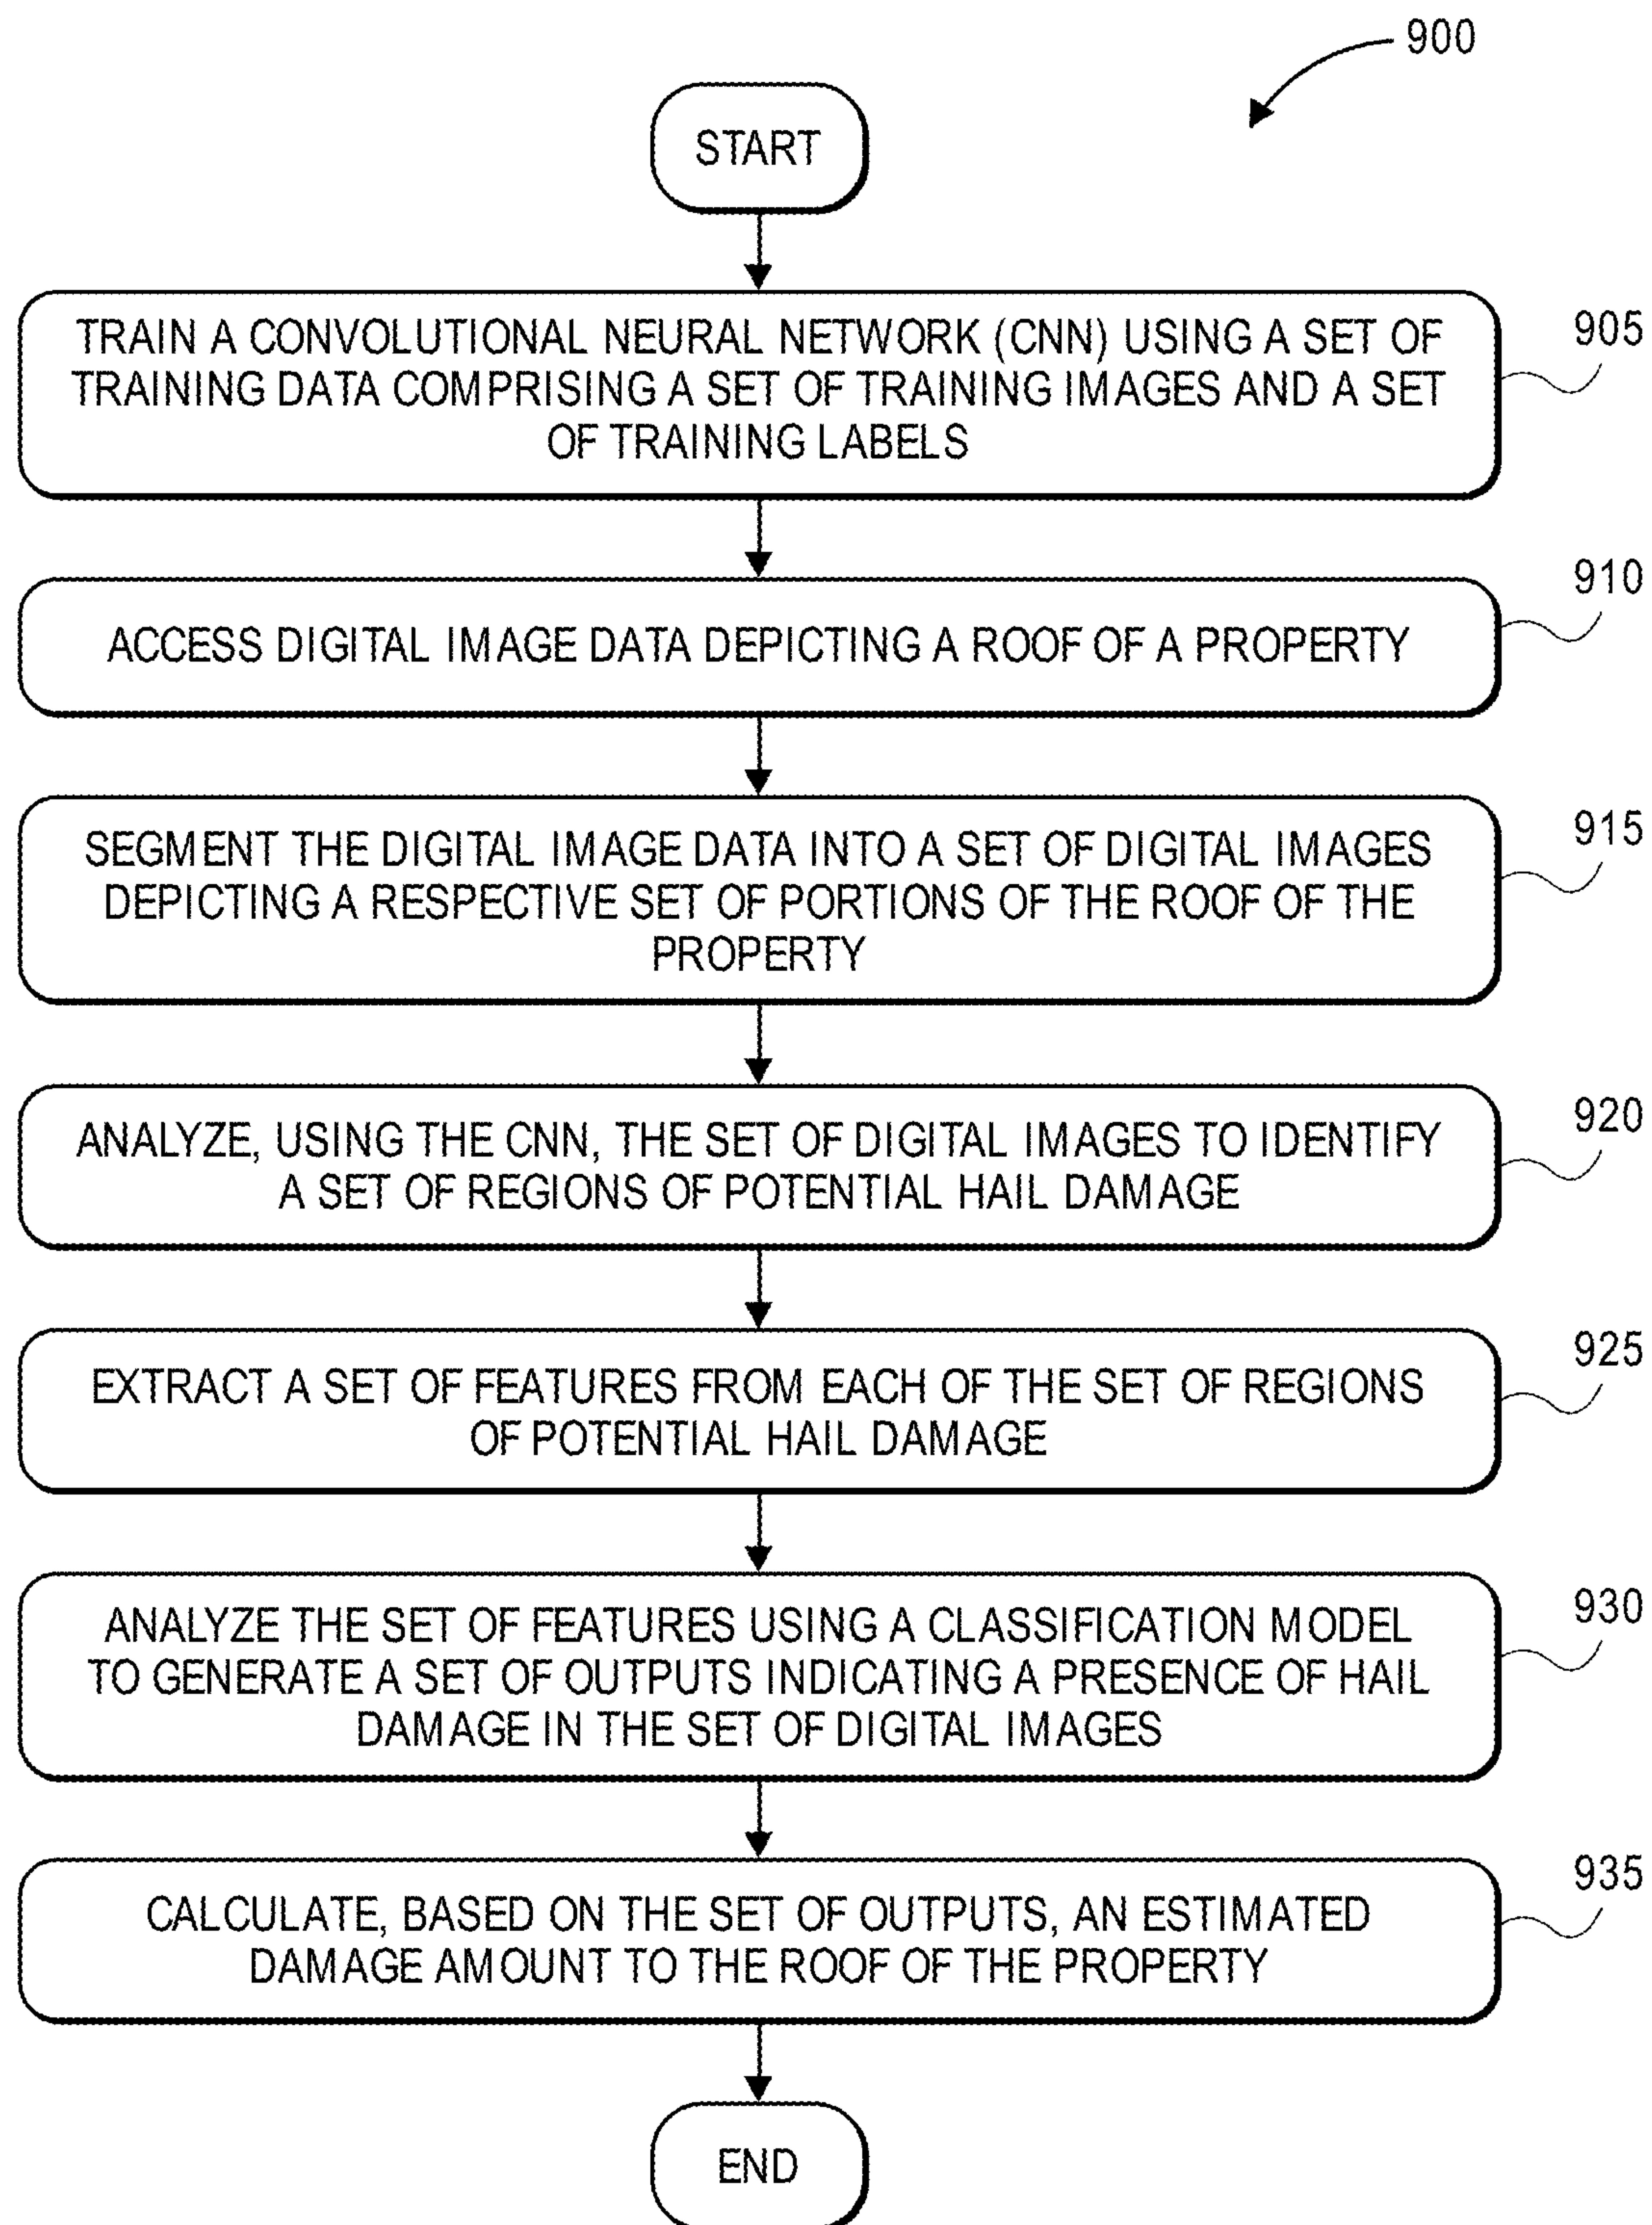 900
START
TRAIN A CONVOLUTIONAL NEURAL NETWORK (CNN) USING A SET OF
TRAINING DATA COMPRISING A SET OF TRAINING IMAGES AND A SET
OF TRAINING LABELS
905
ACCESS DIGITAL IMAGE DATA DEPICTING A ROOF OF A PROPERTY
910
SEGMENT THE DIGITAL IMAGE DATA INTO A SET OF DIGITAL IMAGES
DEPICTING A RESPECTIVE SET OF PORTIONS OF THE ROOF OF THE
PROPERTY
915
ANALYZE, USING THE CNN, THE SET OF DIGITAL IMAGES TO IDENTIFY
A SET OF REGIONS OF POTENTIAL HAIL DAMAGE
920
EXTRACT A SET OF FEATURES FROM EACH OF THE SET OF REGIONS
OF POTENTIAL HAIL DAMAGE
925
ANALYZE THE SET OF FEATURES USING A CLASSIFICATION MODEL
TO GENERATE A SET OF OUTPUTS INDICATING A PRESENCE OF HAIL
DAMAGE IN THE SET OF DIGITAL IMAGES
930
CALCULATE, BASED ON THE SET OF OUTPUTS, AN ESTIMATED
DAMAGE AMOUNT TO THE ROOF OF THE PROPERTY
935
END